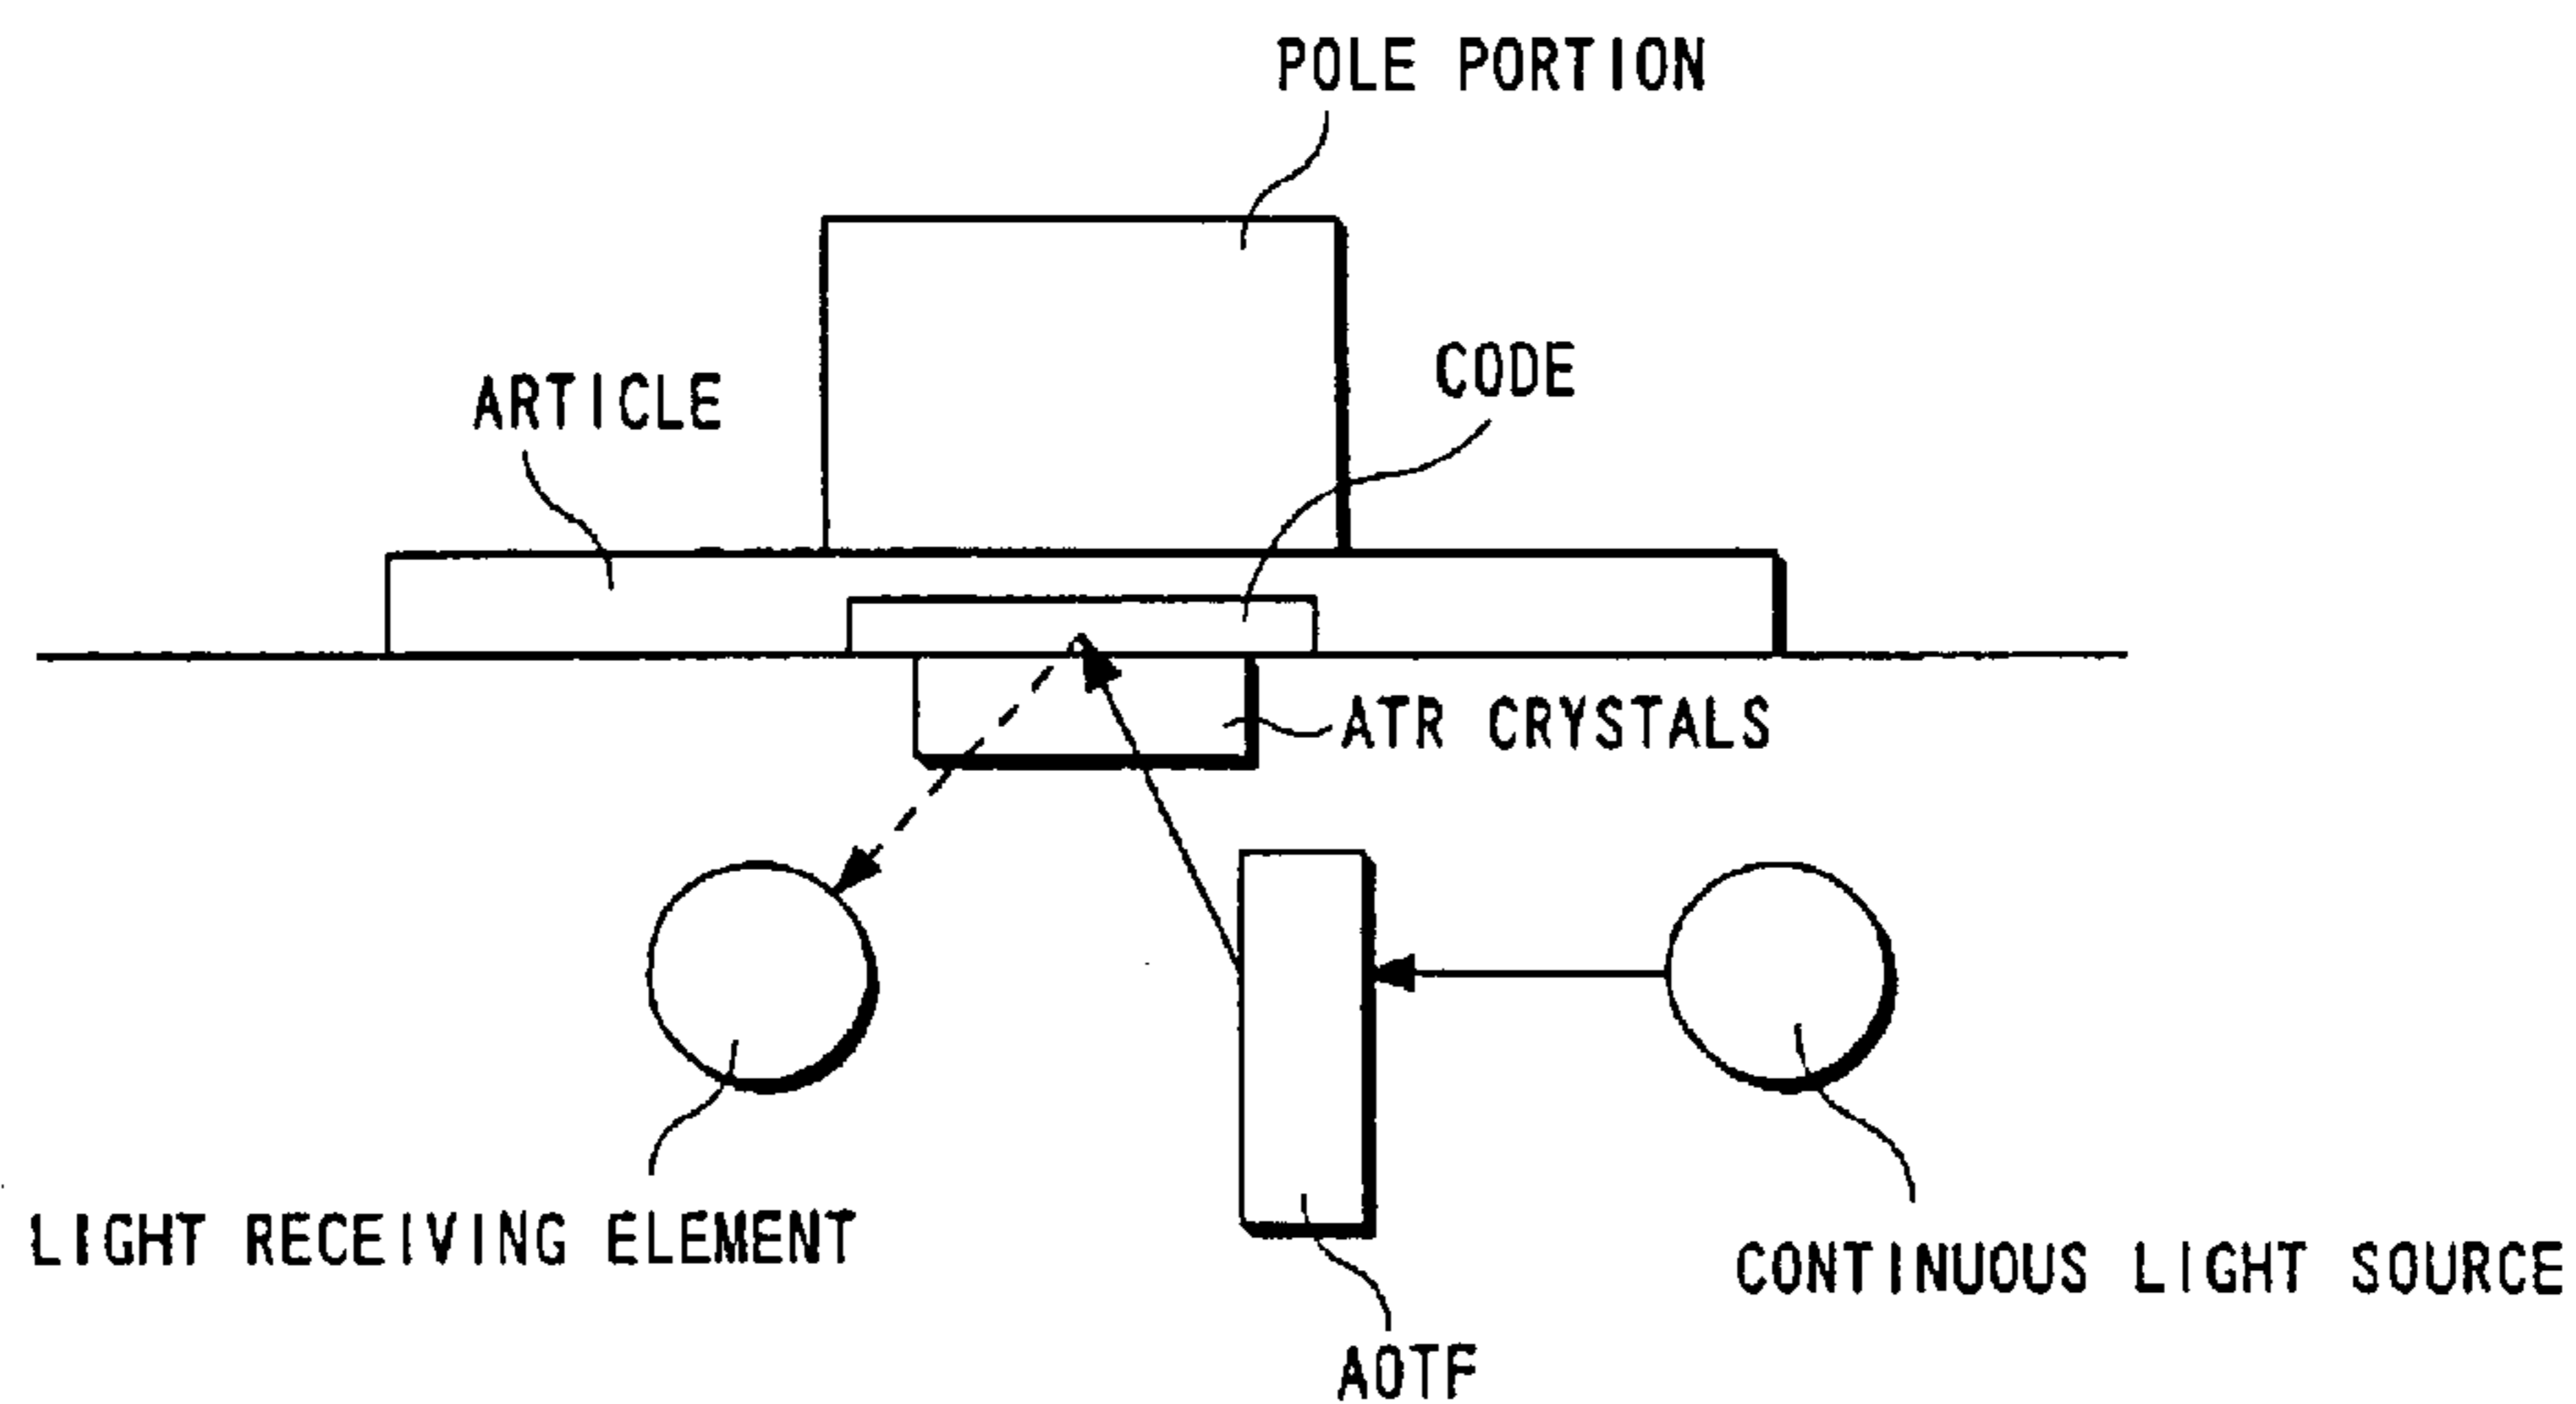 POLE PORTION
CODE
ARTICLE
ATR CRYSTALS
LIGHT RECEIVING ELEMENT
CONTINUOUS LIGHT SOURCE
AOTF